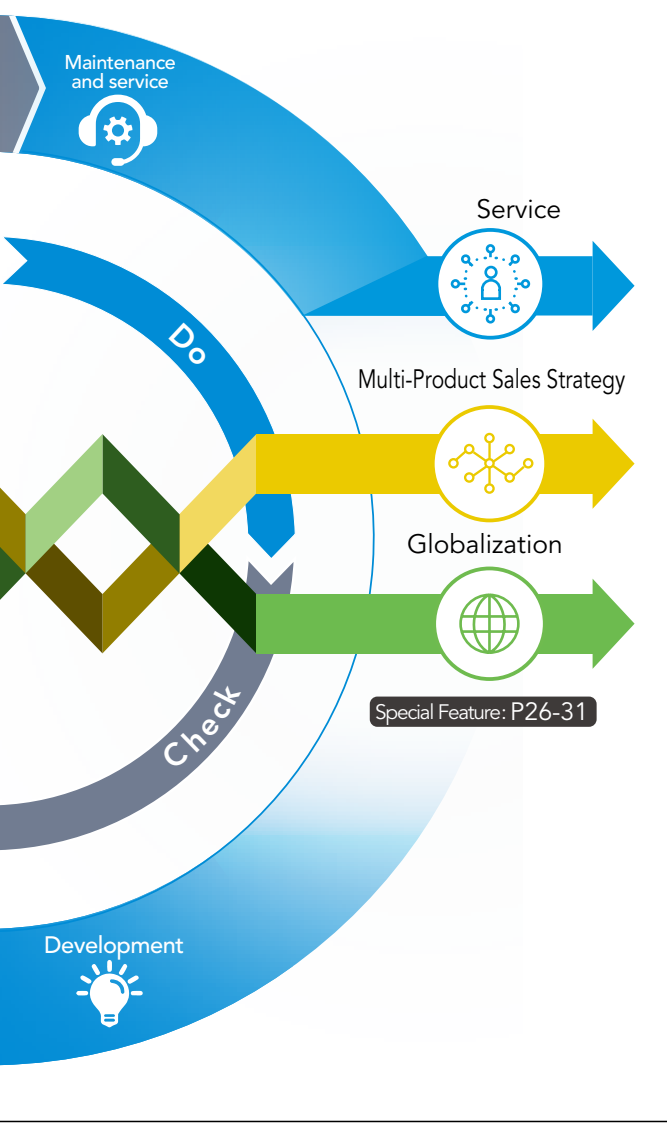 Maintenance
and service
Service
Do
Multi-Product Sales Strategy
Globalization
Check
Special Feature: P26-31
Development